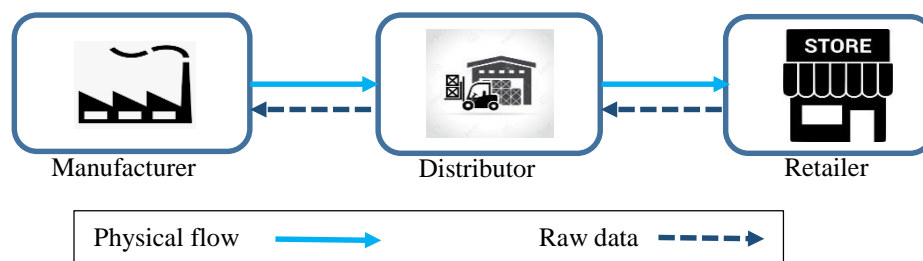 STORE
Manufacturer
Distributor
Retailer
Physical flow
Raw data